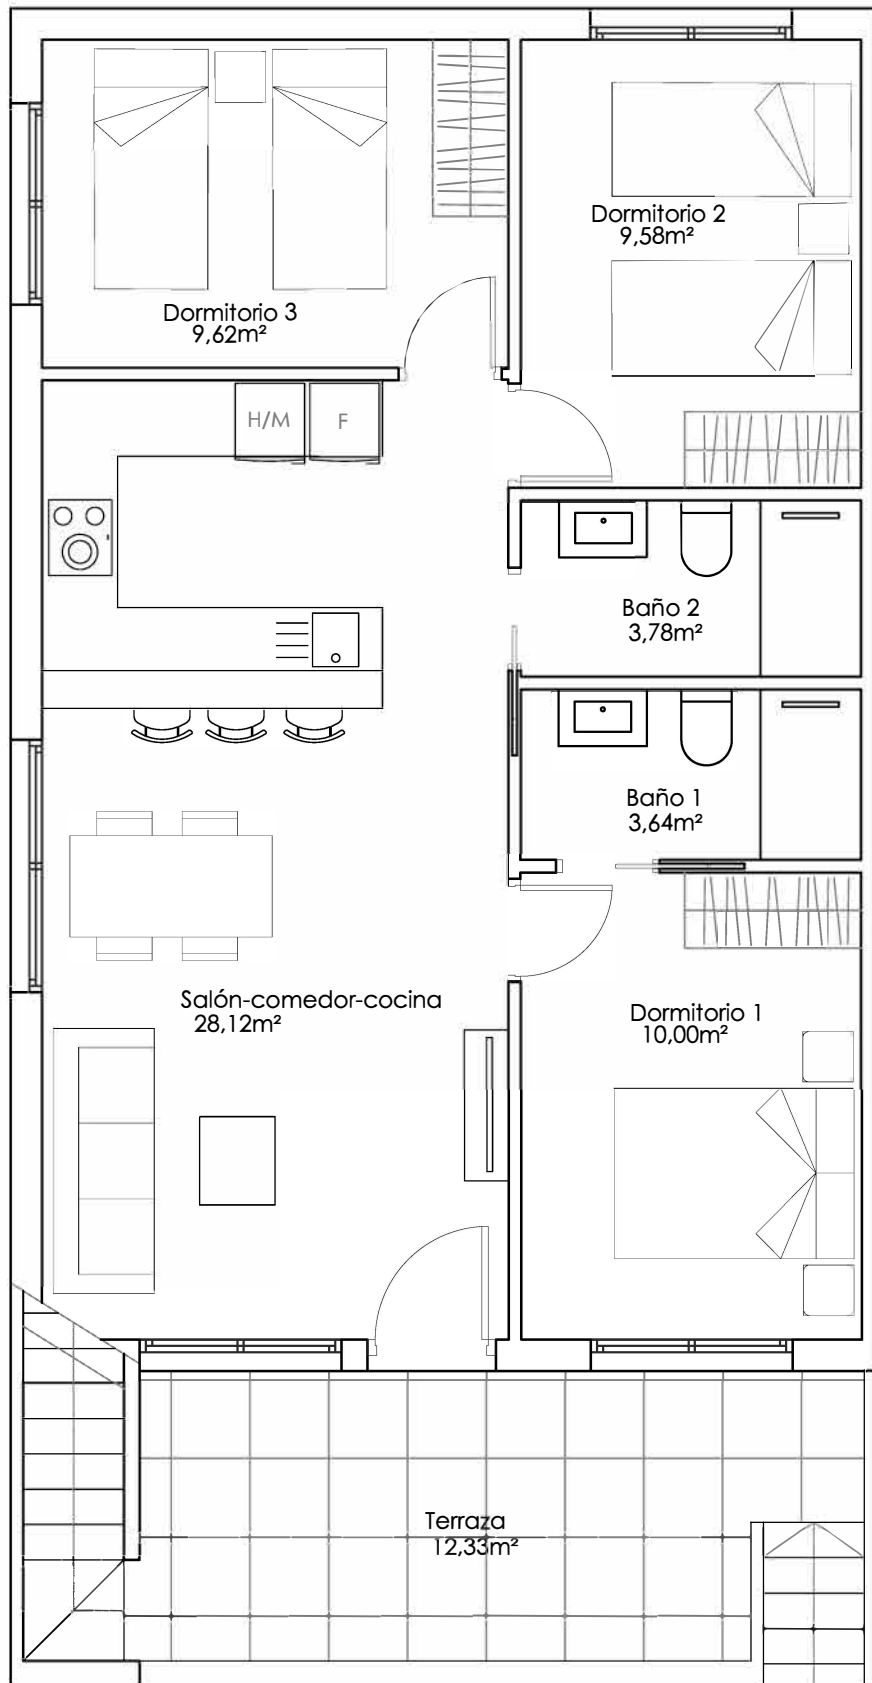 Dormitorio 2
9,58m²
Dormitorio 3
9,62m²
H/M
F
Baño 2
3,78m²
Baño 1
3,64m²
Salón-comedor-cocina
28,12m²
Dormitorio 1
10,00m²
Terraza
12,33m²